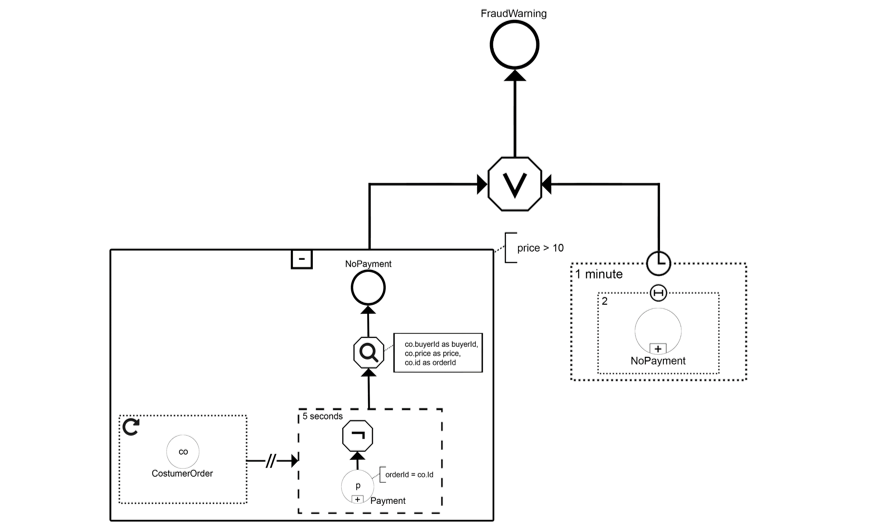 FraudWarning
V
price > 10
-
NoPayment
1 minute
2
co.buyerId as buyerId,
co.price as price,
co.id as orderId
+
NoPayment
5 seconds
¬
co
CostumerOrder
//
orderId = co.Id
p
+
Payment